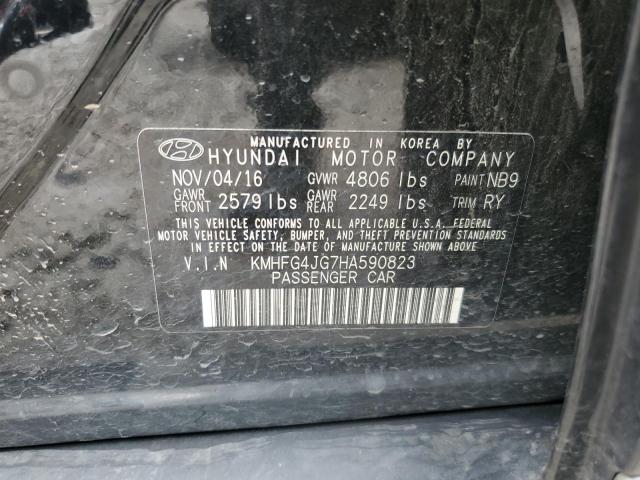 MANUFACTURED IN KOREA BY
HYUNDAI MOTOR COMPANY
NOV/04/16 GVWR 4806 lbs PAINT NB9
GAWR FRONT 2579 lbs GAWR REAR 2249 lbs TRIM RY
THIS VEHICLE CONFORMS TO ALL APPLICABLE U.S.A. FEDERAL
MOTOR VEHICLE SAFETY, BUMPER, AND THEFT PREVENTION STANDARDS
IN EFFECT ON THE DATE OF MANUFACTURE SHOWN ABOVE.
V.I.N KMHFG4JG7HA590823
PASSENGER CAR